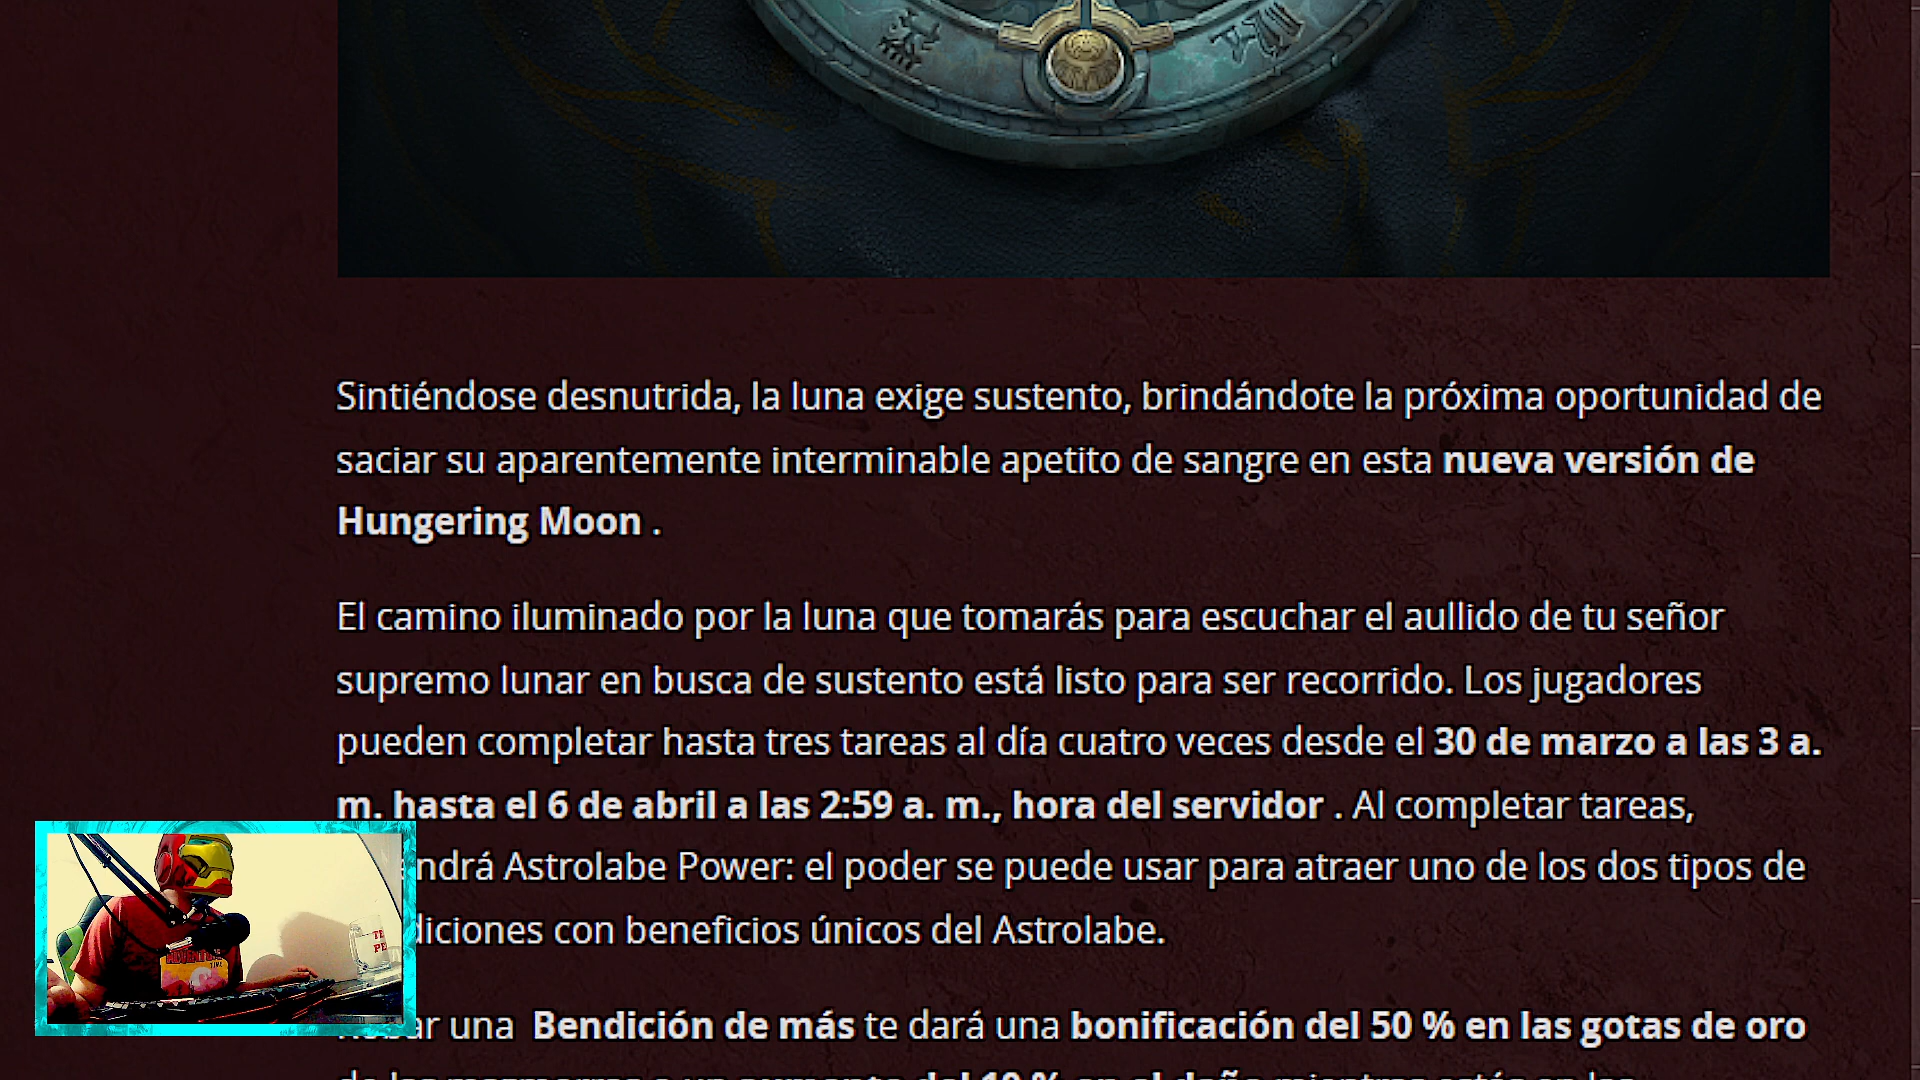 Sintiéndose desnutrida, la luna exige sustento, brindándote la próxima oportunidad de
saciar su aparentemente interminable apetito de sangre en esta nueva versión de
Hungering Moon .
El camino iluminado por la luna que tomarás para escuchar el aullido de tu señor
supremo lunar en busca de sustento está listo para ser recorrido. Los jugadores
pueden completar hasta tres tareas al día cuatro veces desde el 30 de marzo a las 3 a.
m. hasta el 6 de abril a las 2:59 a. m., hora del servidor . Al completar tareas,
Astrolabe Power: el poder se puede usar para atraer uno de los dos tipos de
con beneficios únicos del Astrolabe.
una Bendición de más te dará una bonificación del 50 % en las gotas de oro